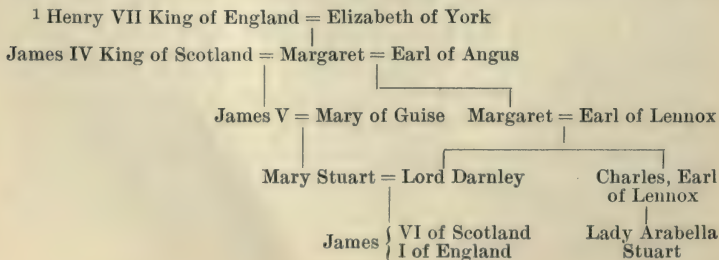 1 Henry VII King of England = Elizabeth of York
James IV King of Scotland = Margaret = Earl of Angus
James V = Mary of Guise Margaret = Earl of Lennox
Mary Stuart = Lord Darnley Charles, Earl
of Lennox
James { VI of Scotland
I of England
Lady Arabella
Stuart